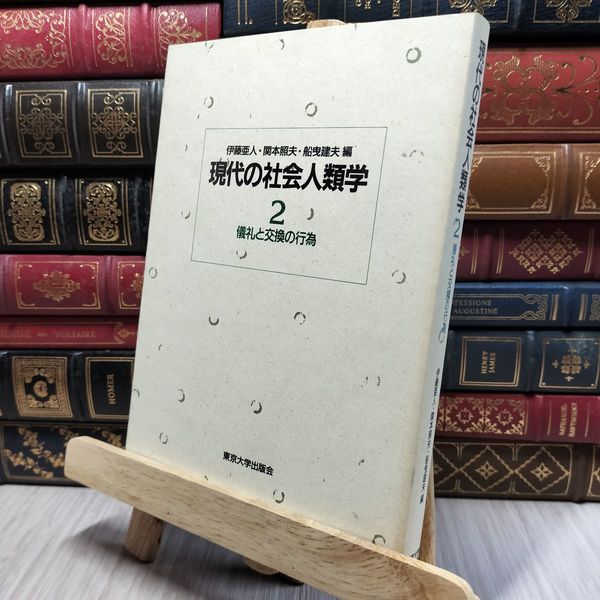 伊藤亜人・関本照夫・船曳建夫 編
現代の社会人類学
2
儀礼と交換の行為
東京大学出版会
現代の社会人類学 2 儀礼と交換の行為
伊藤亜人・関本照夫・船曳建夫 編
VOLTAIRE
HOMER
CONFESSIONS
AUGUSTINE
HENRY
JAMES
NATHANIEL